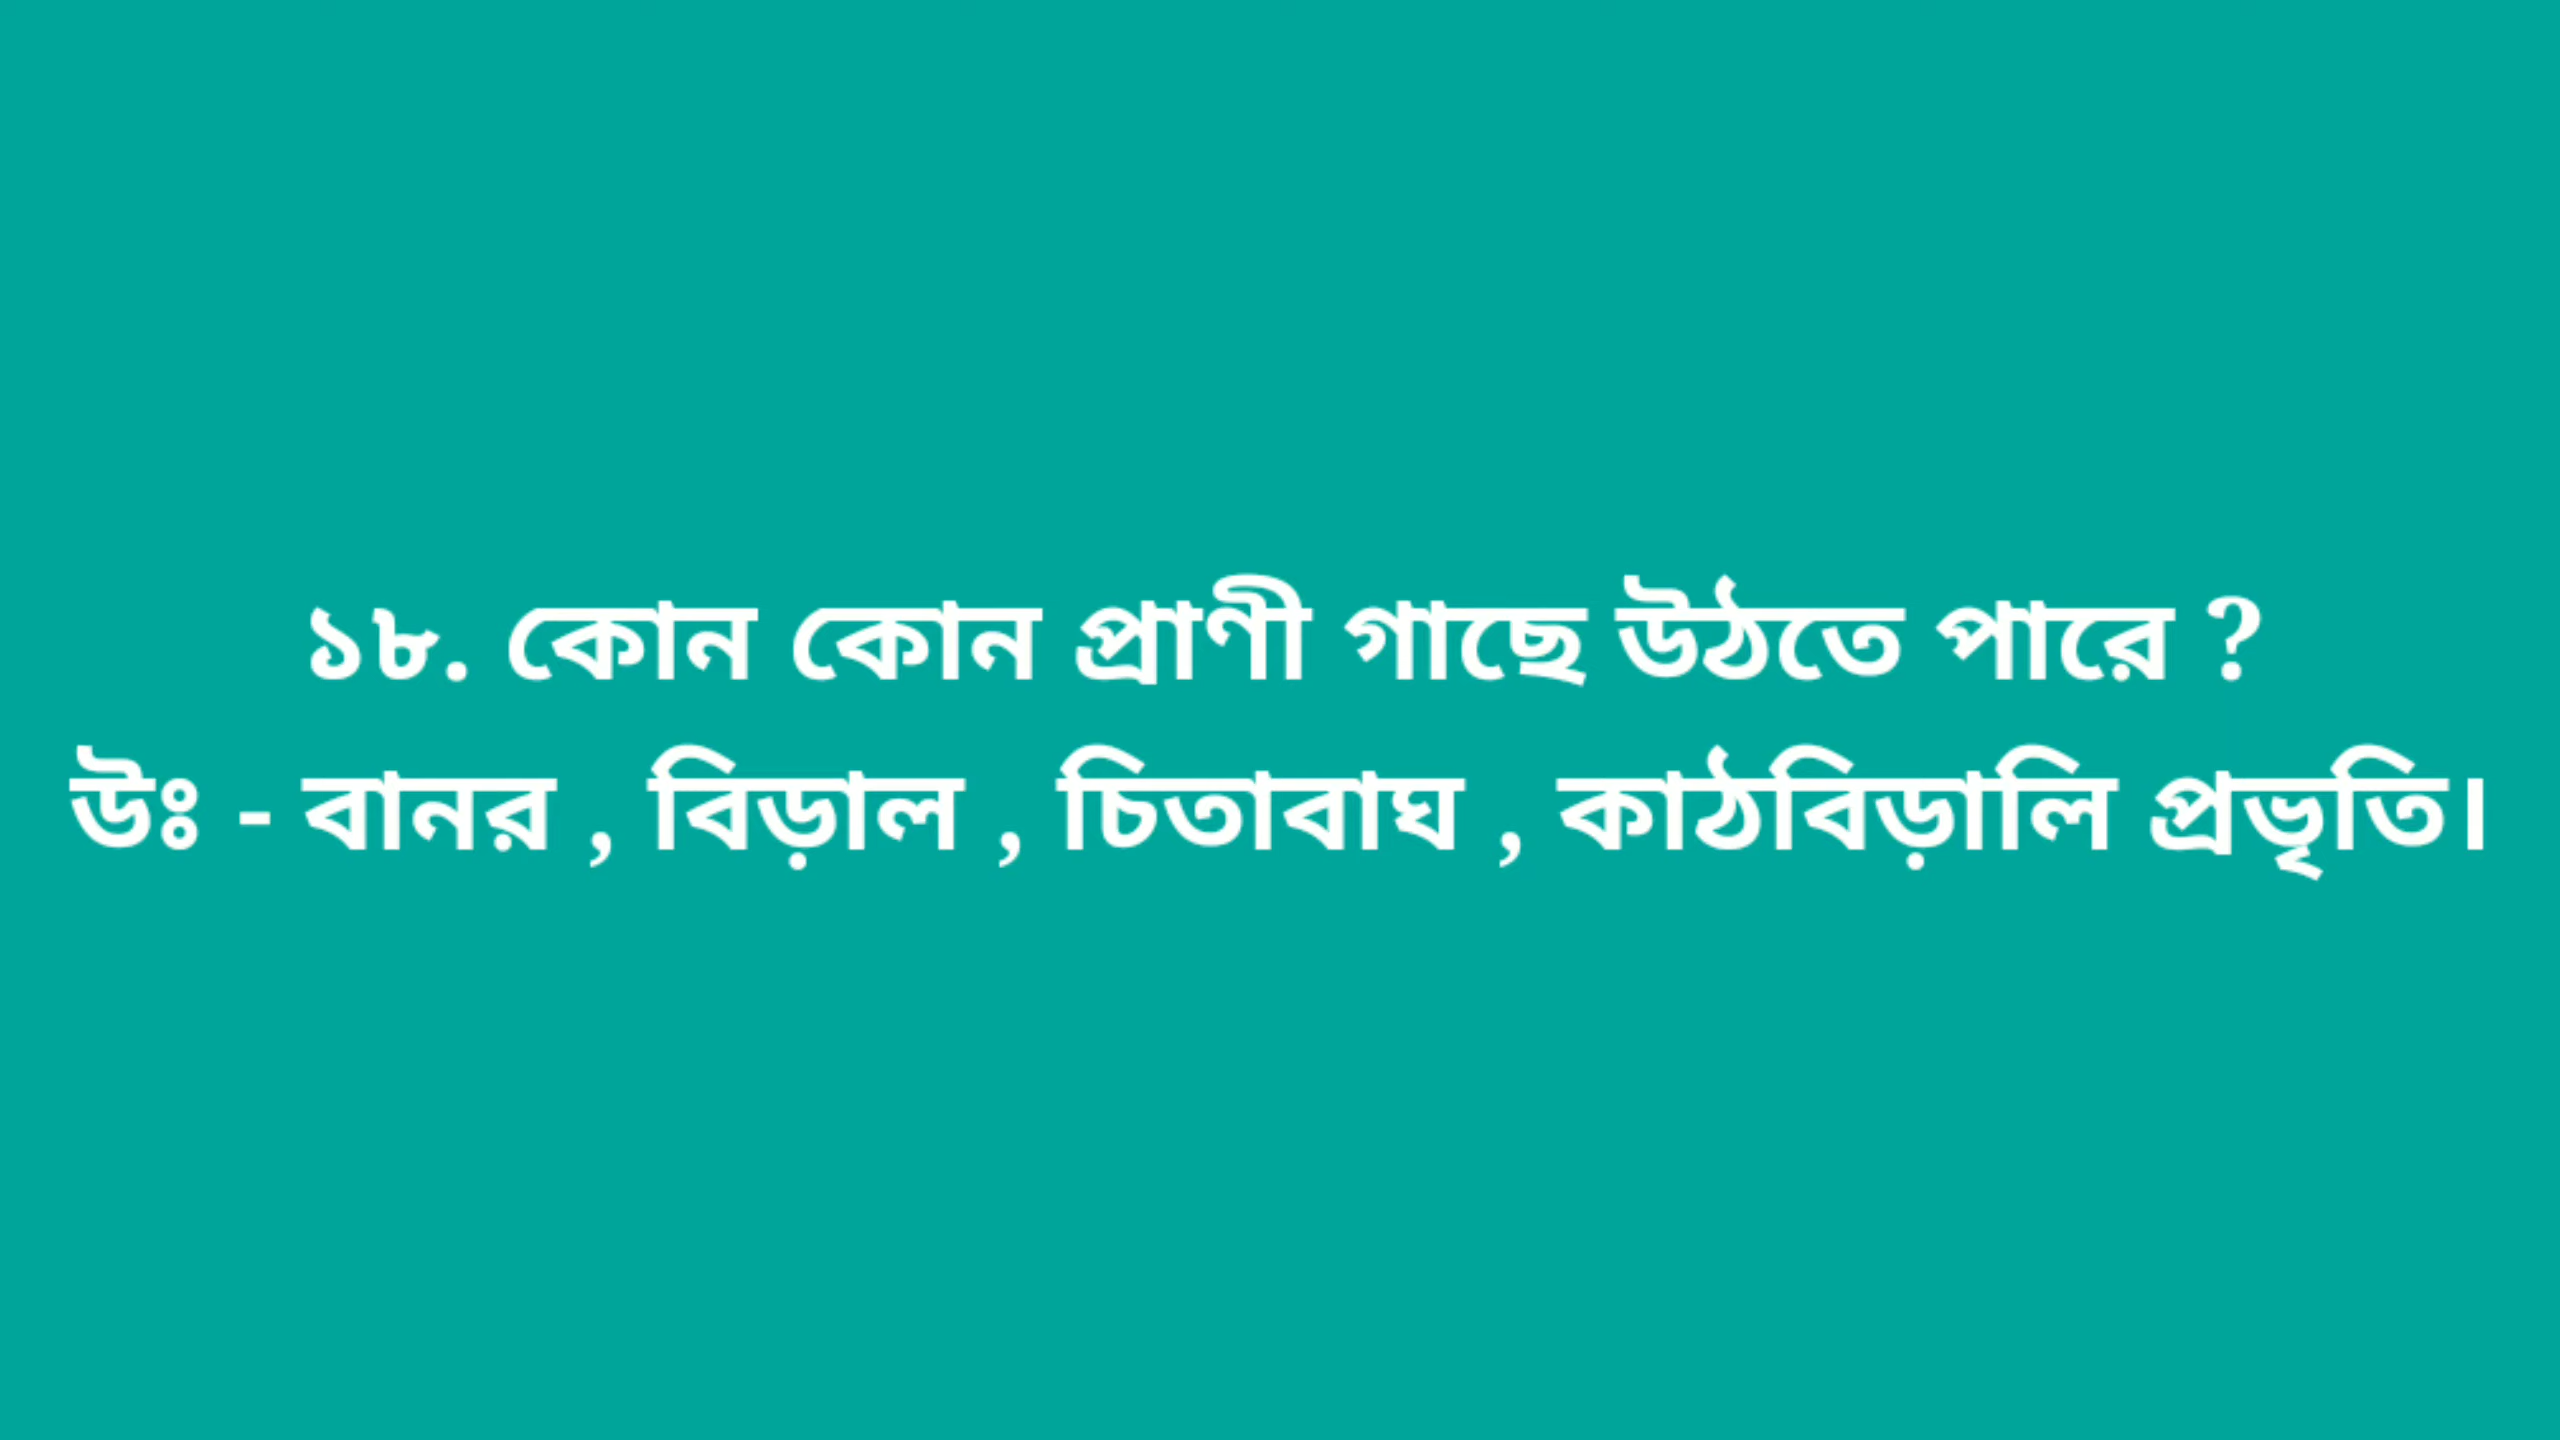 ১৮. কোন কোন প্রাণী গাছে উঠতে পারে ?
উঃ - বানর , বিড়াল , চিতাবাঘ , কাঠবিড়ালি প্রভৃতি।